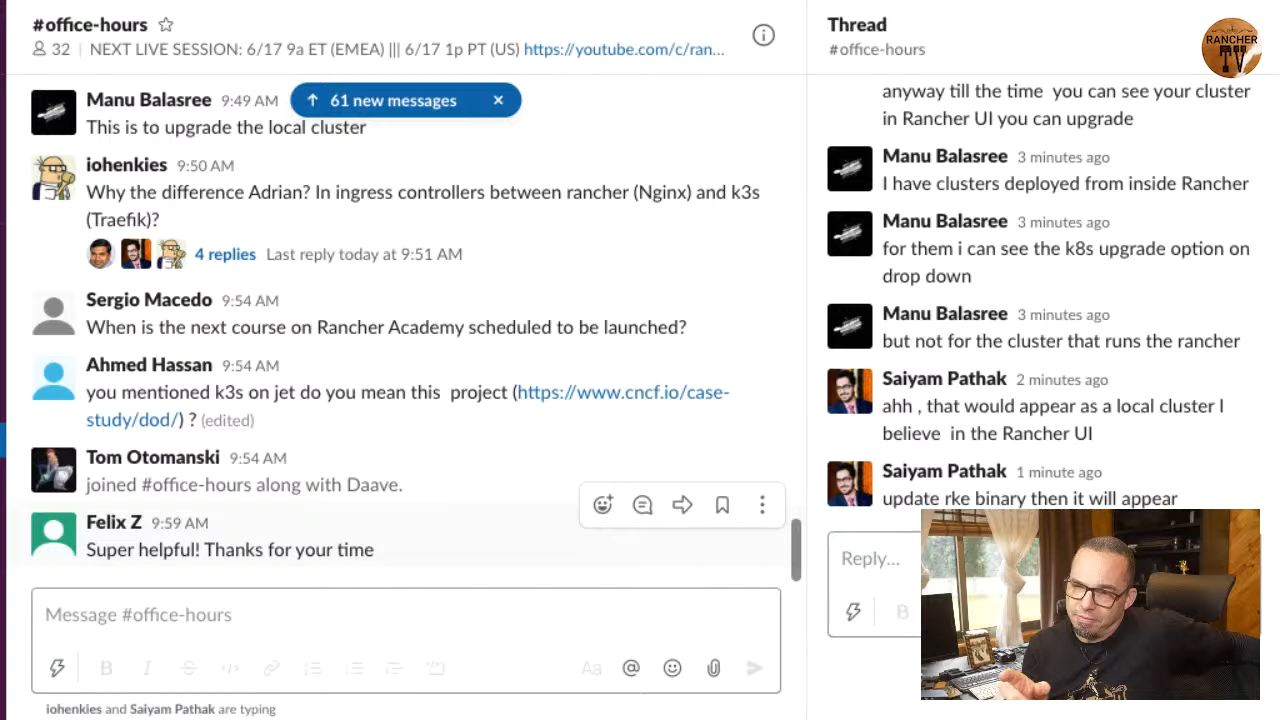 #office-hours
32 | NEXT LIVE SESSION: 6/17 9a ET (EMEA) ||| 6/17 1p PT (US) https://youtube.com/c/ran...
Manu Balasree 9:49 AM
61 new messages
This is to upgrade the local cluster
iohenkies 9:50 AM
Why the difference Adrian? In ingress controllers between rancher (Nginx) and k3s
(Traefik)?
4 replies Last reply today at 9:51 AM
Sergio Macedo 9:54 AM
When is the next course on Rancher Academy scheduled to be launched?
Ahmed Hassan 9:54 AM
you mentioned k3s on jet do you mean this project (https://www.cncf.io/case-
study/dod/) ? (edited)
Tom Otomanski 9:54 AM
joined #office-hours along with Daave.
Felix Z 9:59 AM
Super helpful! Thanks for your time
Message #office-hours
B I S Aa @
iohenkies and Saiyam Pathak are typing
Thread
#office-hours
RANCHER
TV
anyway till the time you can see your cluster
in Rancher UI you can upgrade
Manu Balasree 3 minutes ago
I have clusters deployed from inside Rancher
Manu Balasree 3 minutes ago
for them i can see the k8s upgrade option on
drop down
Manu Balasree 3 minutes ago
but not for the cluster that runs the rancher
Saiyam Pathak 2 minutes ago
ahh , that would appear as a local cluster I
believe in the Rancher UI
Saiyam Pathak 1 minute ago
update rke binary then it will appear
Reply...
B